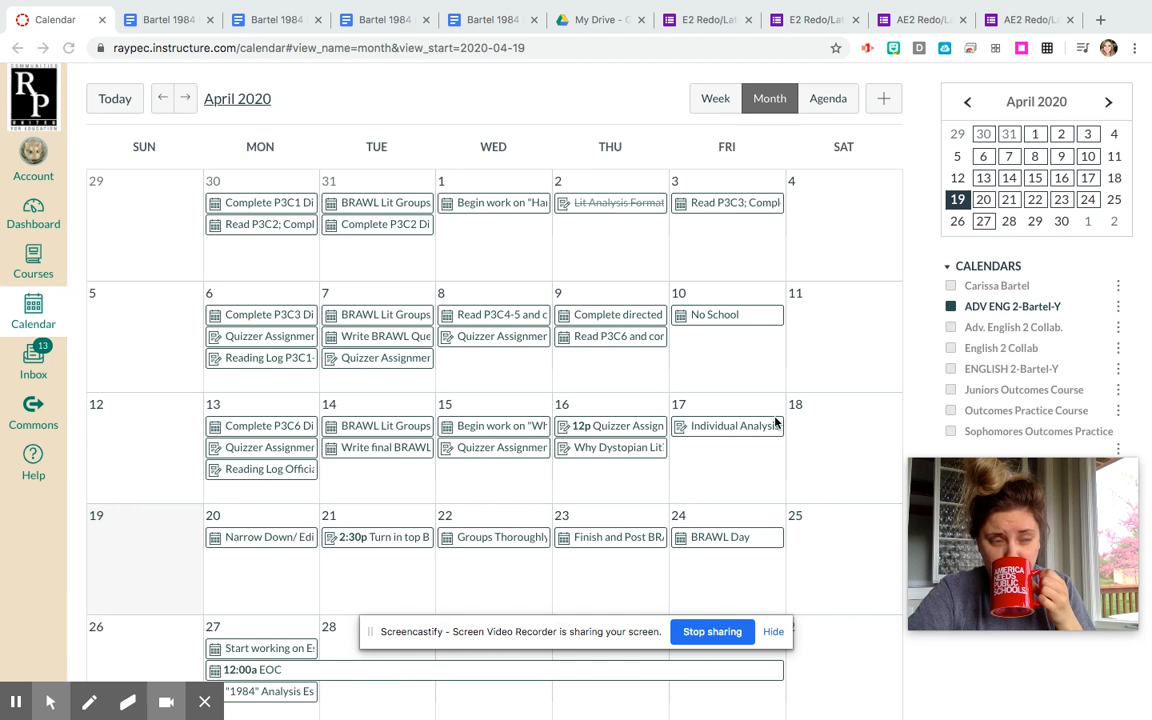 Calendar
Bartel 1984
Bartel 1984
Bartel 1984
Bartel 1984
My Drive - G
E2 Redo/Lat
E2 Redo/Lat
AE2 Redo/L
AE2 Redo/L
raypec.instructure.com/calendar#view_name=month&view_start=2020-04-19
RP
UNITED
FOR EDUCATION
Account
Dashboard
Courses
Calendar
13
Inbox
Commons
Help
Today
April 2020
Week
Month
Agenda
SUN MON TUE WED THU FRI SAT
29 30 31 1 2 3 4
Complete P3C1 Di
BRAWL Lit Groups
Begin work on "Ha
Lit Analysis Format
Read P3C3; Compl
Read P3C2; Compl
Complete P3C2 Di
5 6 7 8 9 10 11
Complete P3C3 Di
BRAWL Lit Groups
Read P3C4-5 and c
Complete directed
No School
Quizzer Assignmer
Write BRAWL Que
Quizzer Assignmer
Read P3C6 and cor
Reading Log P3C1-
Quizzer Assignmer
12 13 14 15 16 17 18
Complete P3C6 Di
BRAWL Lit Groups
Begin work on "Wh
12p Quizzer Assign
Individual Analysis
Quizzer Assignmer
Write final BRAWL
Quizzer Assignmer
Why Dystopian Lit
Reading Log Officia
19 20 21 22 23 24 25
Narrow Down/ Edi
2:30p Turn in top B
Groups Thoroughly
Finish and Post BR
BRAWL Day
26 27 28
Start working on Es
12:00a EOC
"1984" Analysis Es
Screencastify - Screen Video Recorder is sharing your screen.
Stop sharing
Hide
April 2020
29 30 31 1 2 3 4
5 6 7 8 9 10 11
12 13 14 15 16 17 18
19 20 21 22 23 24 25
26 27 28 29 30 1 2
CALENDARS
Carissa Bartel
ADV ENG 2-Bartel-Y
Adv. English 2 Collab.
English 2 Collab
ENGLISH 2-Bartel-Y
Juniors Outcomes Course
Outcomes Practice Course
Sophomores Outcomes Practice
AMERICA
NEEDS
PUBLIC
SCHOOLS